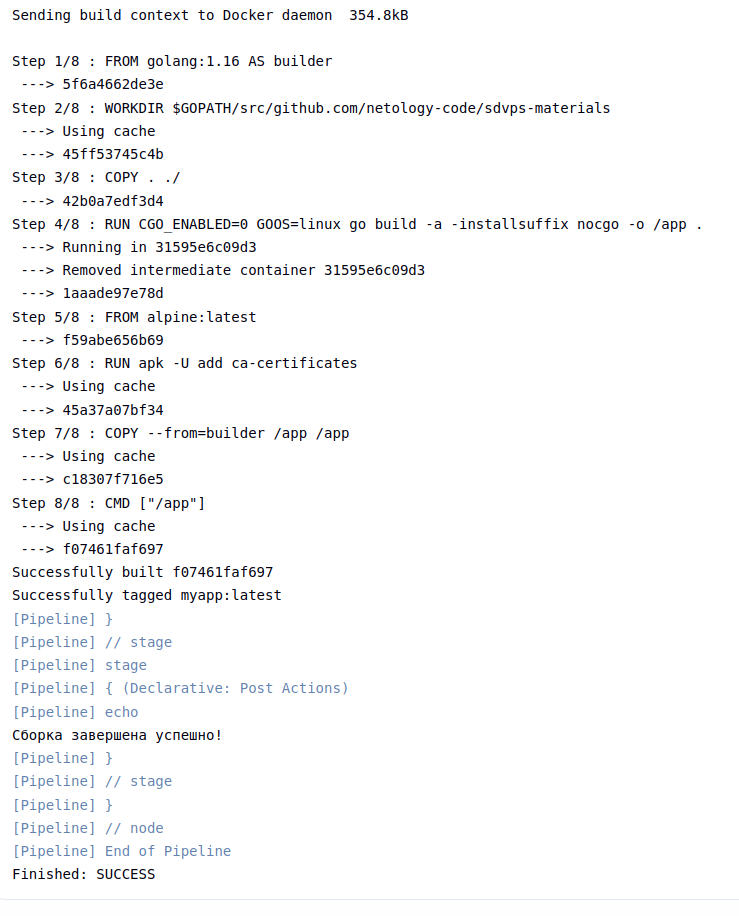 Sending build context to Docker daemon  354.8kB

Step 1/8 : FROM golang:1.16 AS builder
 ---> 5f6a4662de3e
Step 2/8 : WORKDIR $GOPATH/src/github.com/netology-code/sdvps-materials
 ---> Using cache
 ---> 45ff53745c4b
Step 3/8 : COPY . ./
 ---> 42b0a7edf3d4
Step 4/8 : RUN CGO_ENABLED=0 GOOS=linux go build -a -installsuffix nocgo -o /app .
 ---> Running in 31595e6c09d3
 ---> Removed intermediate container 31595e6c09d3
 ---> 1aaade97e78d
Step 5/8 : FROM alpine:latest
 ---> f59abe656b69
Step 6/8 : RUN apk -U add ca-certificates
 ---> Using cache
 ---> 45a37a07bf34
Step 7/8 : COPY --from=builder /app /app
 ---> Using cache
 ---> c18307f716e5
Step 8/8 : CMD ["/app"]
 ---> Using cache
 ---> f07461faf697
Successfully built f07461faf697
Successfully tagged myapp:latest
[Pipeline] }
[Pipeline] // stage
[Pipeline] stage
[Pipeline] { (Declarative: Post Actions)
[Pipeline] echo
Сборка завершена успешно!
[Pipeline] }
[Pipeline] // stage
[Pipeline] }
[Pipeline] // node
[Pipeline] End of Pipeline
Finished: SUCCESS